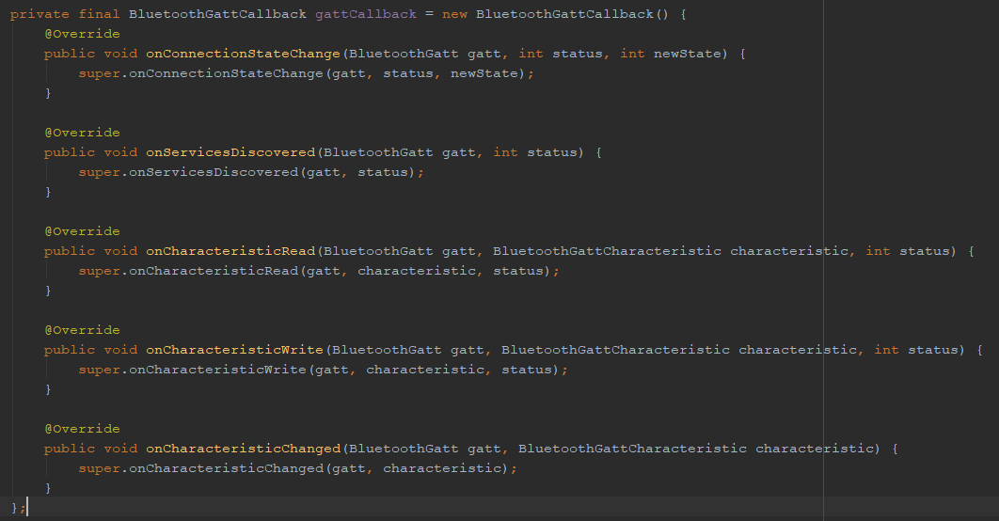 private final BluetoothGattCallback gattCallback = new BluetoothGattCallback() {
    @Override
    public void onConnectionStateChange(BluetoothGatt gatt, int status, int newState) {
        super.onConnectionStateChange(gatt, status, newState);
    }

    @Override
    public void onServicesDiscovered(BluetoothGatt gatt, int status) {
        super.onServicesDiscovered(gatt, status);
    }

    @Override
    public void onCharacteristicRead(BluetoothGatt gatt, BluetoothGattCharacteristic characteristic, int status) {
        super.onCharacteristicRead(gatt, characteristic, status);
    }

    @Override
    public void onCharacteristicWrite(BluetoothGatt gatt, BluetoothGattCharacteristic characteristic, int status) {
        super.onCharacteristicWrite(gatt, characteristic, status);
    }

    @Override
    public void onCharacteristicChanged(BluetoothGatt gatt, BluetoothGattCharacteristic characteristic) {
        super.onCharacteristicChanged(gatt, characteristic);
    }
};